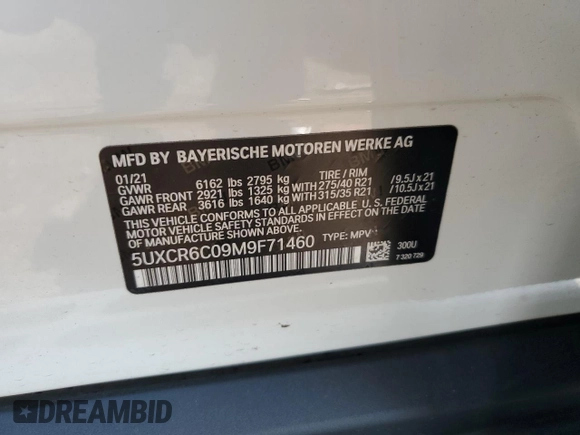 MFD BY BAYERISCHE MOTOREN WERKE AG
01/21 TIRE / RIM
GVWR 6162 lbs 2795 kg
GAWR FRONT 2921 lbs 1325 kg WITH 275/40 R21 /9.5J x 21
GAWR REAR 3616 lbs 1640 kg WITH 315/35 R21 /10.5J x 21
THIS VEHICLE CONFORMS TO ALL APPLICABLE U.S. FEDERAL
MOTOR VEHICLE SAFETY STANDARDS IN EFFECT ON THE
DATE OF MANUFACTURE SHOWN ABOVE.
5UXCR6C09M9F71460 TYPE: MPV
300U
7 320 729
DREAMBID